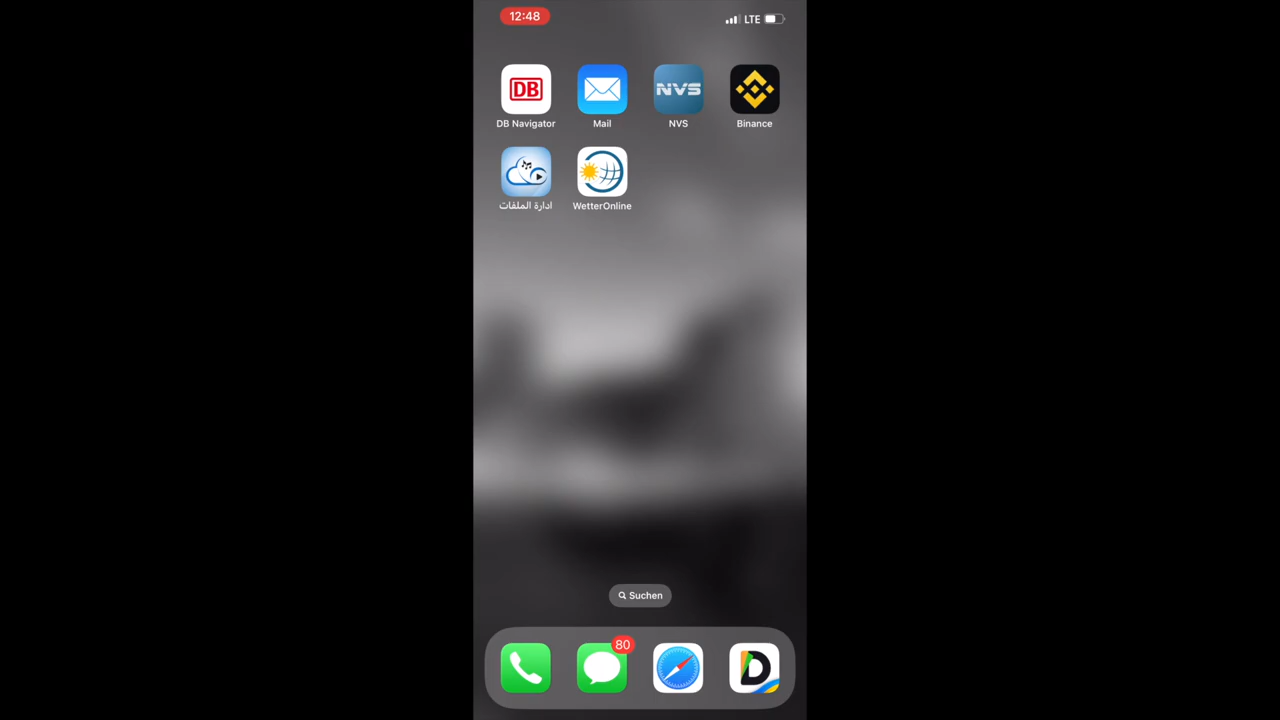 12:48
LTE
DB
NVS
DB Navigator
Mail
NVS
Binance
ادارة الملفات
WetterOnline
Suchen
80
D